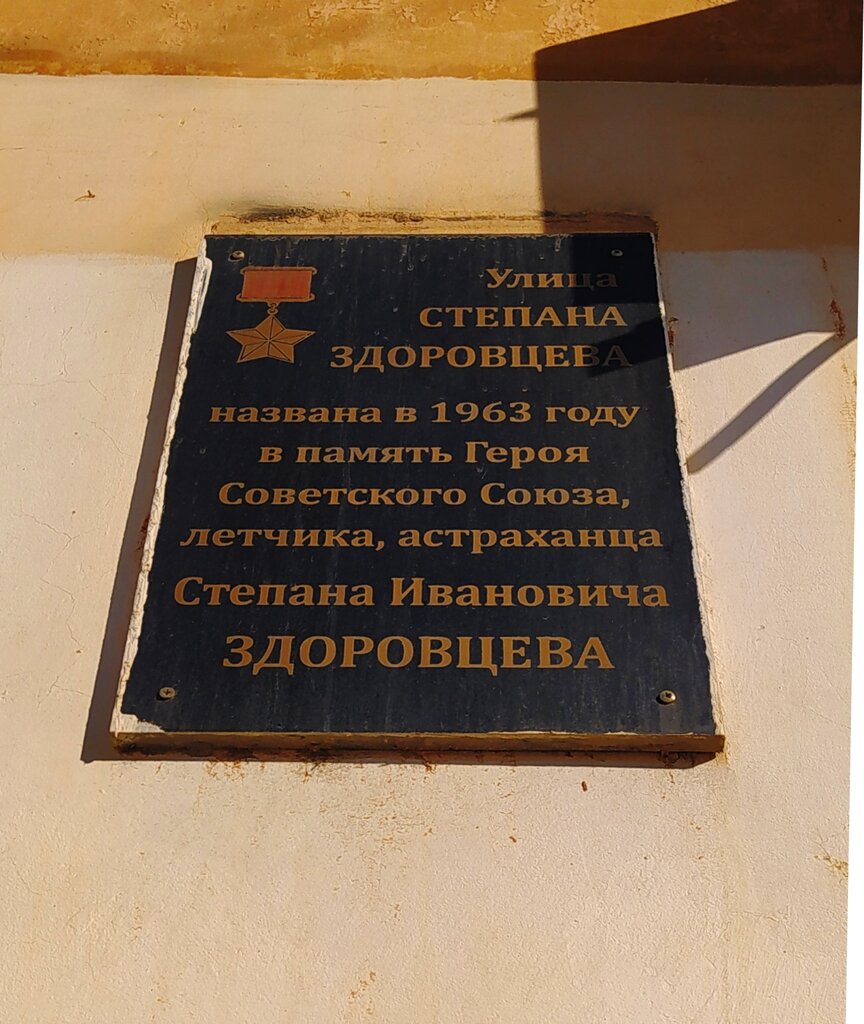 Улица
СТЕПАНА
ЗДОРОВЦЕВА
названа в 1963 году
в память Героя
Советского Союза,
летчика, астраханца
Степана Ивановича
ЗДОРОВЦЕВА